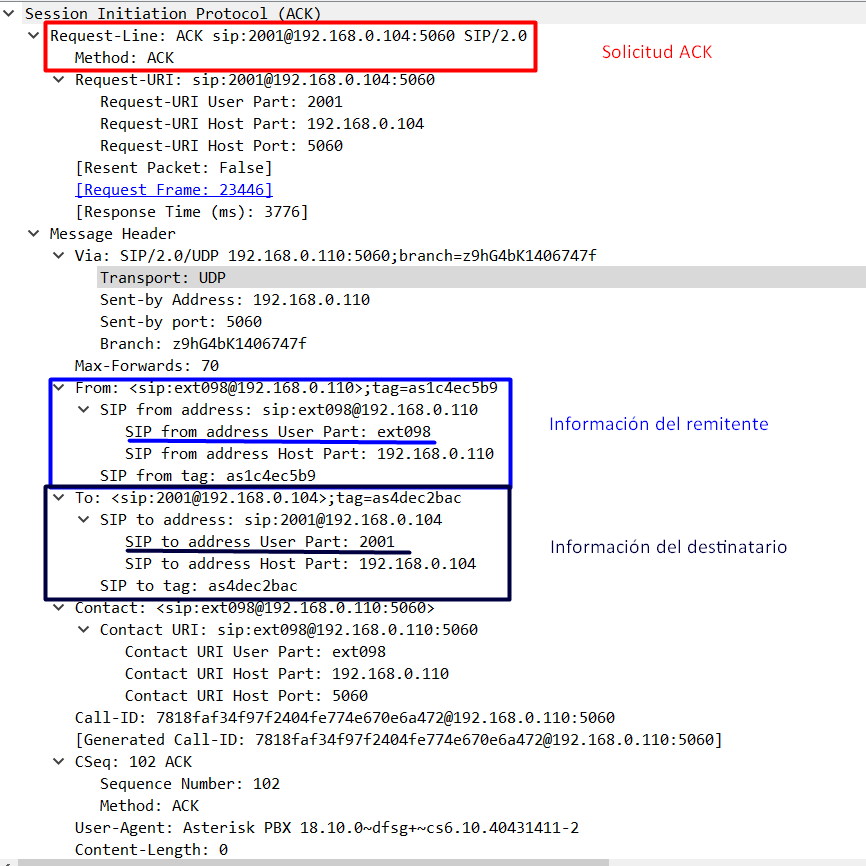 Session Initiation Protocol (ACK)
Request-Line: ACK sip:2001@192.168.0.104:5060 SIP/2.0
Solicitud ACK
Method: ACK
Request-URI: sip:2001@192.168.0.104:5060
Request-URI User Part: 2001
Request-URI Host Part: 192.168.0.104
Request-URI Host Port: 5060
[Resent Packet: False]
[Request Frame: 23446]
[Response Time (ms): 3776]
Message Header
Via: SIP/2.0/UDP 192.168.0.110:5060;branch=z9hG4bK1406747f
Transport: UDP
Sent-by Address: 192.168.0.110
Sent-by port: 5060
Branch: z9hG4bK1406747f
Max-Forwards: 70
From: <sip:ext098@192.168.0.110>;tag=as1c4ec5b9
SIP from address: sip:ext098@192.168.0.110
Información del remitente
SIP from address User Part: ext098
SIP from address Host Part: 192.168.0.110
SIP from tag: as1c4ec5b9
To: <sip:2001@192.168.0.104>;tag=as4dec2bac
SIP to address: sip:2001@192.168.0.104
SIP to address User Part: 2001
Información del destinatario
SIP to address Host Part: 192.168.0.104
SIP to tag: as4dec2bac
Contact: <sip:ext098@192.168.0.110:5060>
Contact URI: sip:ext098@192.168.0.110:5060
Contact URI User Part: ext098
Contact URI Host Part: 192.168.0.110
Contact URI Host Port: 5060
Call-ID: 7818faf34f97f2404fe774e670e6a472@192.168.0.110:5060
[Generated Call-ID: 7818faf34f97f2404fe774e670e6a472@192.168.0.110:5060]
CSeq: 102 ACK
Sequence Number: 102
Method: ACK
User-Agent: Asterisk PBX 18.10.0~dfsg+~cs6.10.40431411-2
Content-Length: 0